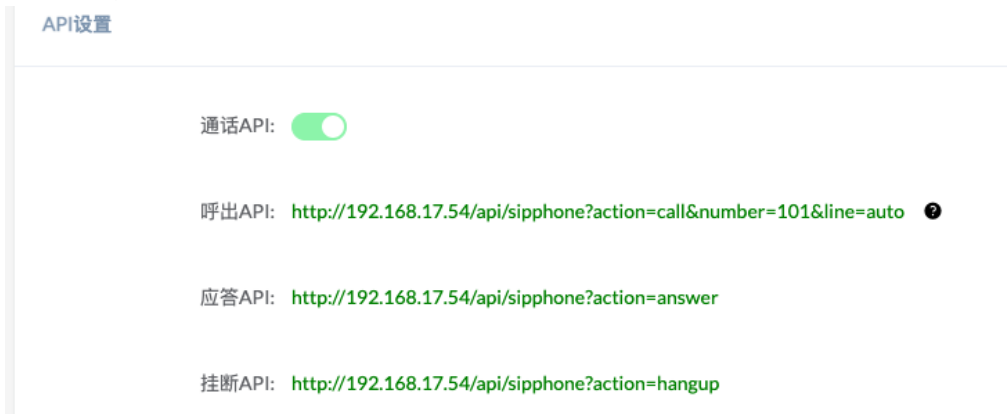 API设置
通话API:
呼出API: http://192.168.17.54/api/sipphone?action=call&number=101&line=auto ?
应答API: http://192.168.17.54/api/sipphone?action=answer
挂断API: http://192.168.17.54/api/sipphone?action=hangup